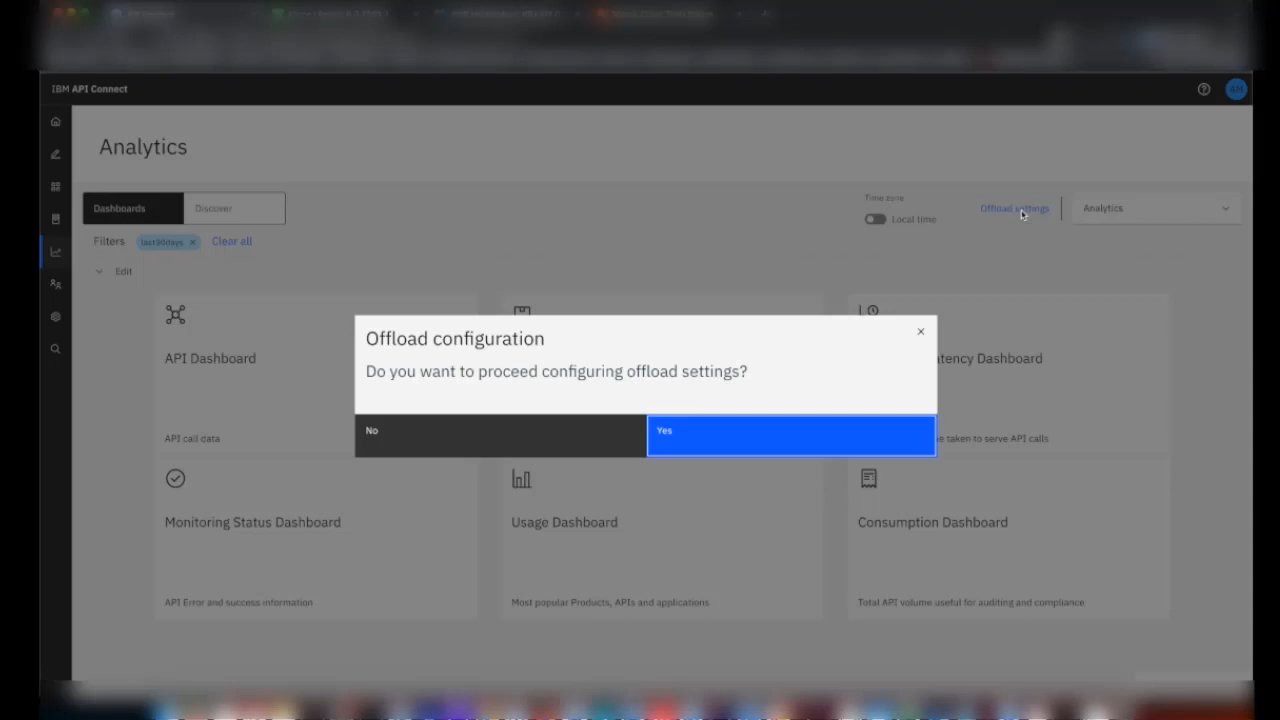 IBM API Connect
AM
Analytics
Dashboards
Discover
Time zone
Local time
Offload settings
Analytics
Filters
last30days
Clear all
Edit
API Dashboard
atency Dashboard
Offload configuration
Do you want to proceed configuring offload settings?
No
Yes
API call data
e taken to serve API calls
Monitoring Status Dashboard
Usage Dashboard
Consumption Dashboard
API Error and success information
Most popular Products, APIs and applications
Total API volume useful for auditing and compliance